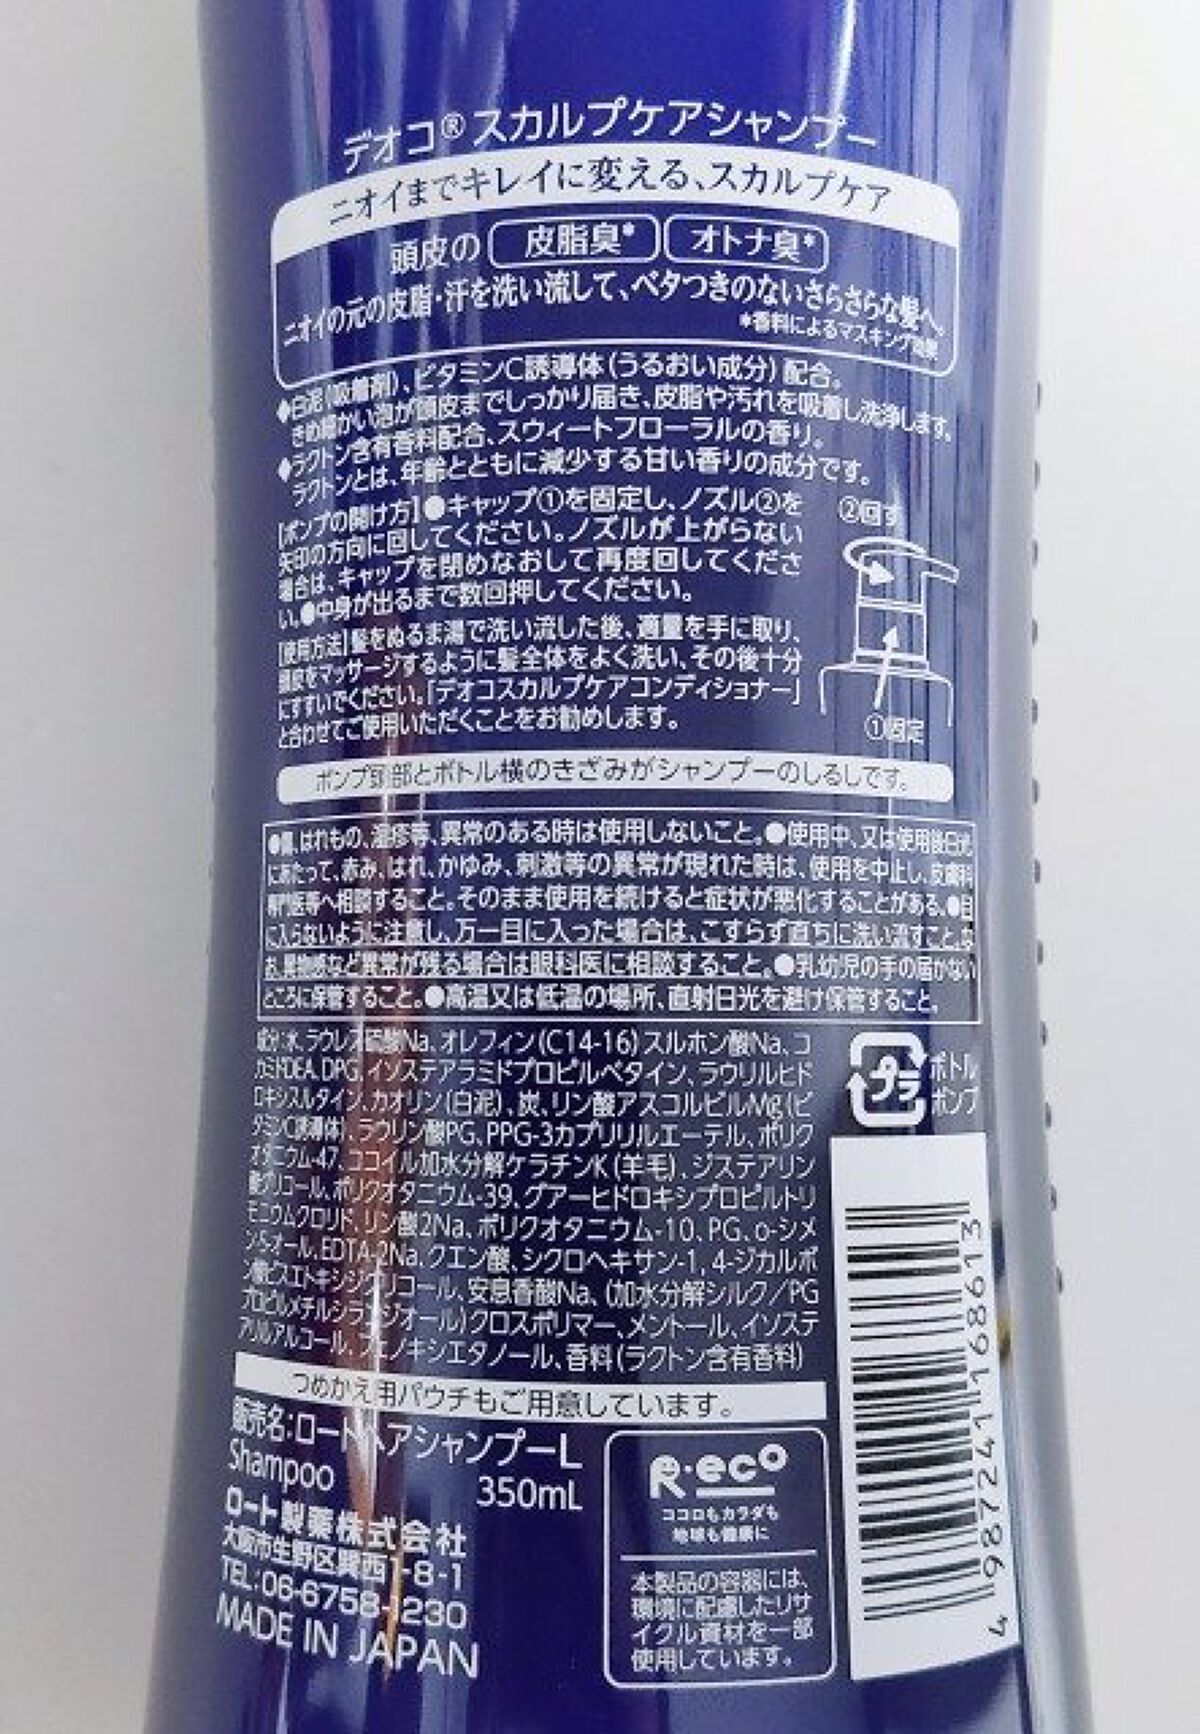 デオコ®スカルプケアシャンプー
ニオイまでキレイに変える、スカルプケア
頭皮の 皮脂臭* オトナ臭*
ニオイの元の皮脂・汗を洗い流して、ベタつきのないさらさらな髪へ。
*香料によるマスキング効果
◆白泥(吸着剤)、ビタミンC誘導体(うるおい成分)配合。
きめ細かい泡が頭皮までしっかり届き、皮脂や汚れを吸着し洗浄します。
◆ラクトン含有香料配合、スウィートフローラルの香り。
ラクトンとは、年齢とともに減少する甘い香りの成分です。
【ポンプの開け方】●キャップ①を固定し、ノズル②を
矢印の方向に回してください。ノズルが上がらない
場合は、キャップを閉めなおして再度回してくださ
い。●中身が出るまで数回押してください。
②回す
①固定
【使用方法】髪をぬるま湯で洗い流した後、適量を手に取り、
頭皮をマッサージするように髪全体をよく洗い、その後十分
にすすいでください。「デオコスカルプケアコンディショナー」
と合わせてご使用いただくことをお勧めします。
ポンプ頭部とボトル横のきざみがシャンプーのしるしです。
●傷、はれもの、湿疹等、異常のある時は使用しないこと。●使用中、又は使用後日光
にあたって、赤み、はれ、かゆみ、刺激等の異常が現れた時は、使用を中止し、皮膚科
専門医等へ相談すること。そのまま使用を続けると症状が悪化することがある。●目
に入らないように注意し、万一目に入った場合は、こすらず直ちに洗い流すこと。な
お、異物感など異常が残る場合は眼科医に相談すること。●乳幼児の手の届かない
ところに保管すること。●高温又は低温の場所、直射日光を避け保管すること。
成分:水、ラウレス硫酸Na、オレフィン(C14-16)スルホン酸Na、コ
カミドDEA、DPG、イソステアラミドプロピルベタイン、ラウリルヒド
ロキシスルタイン、カオリン(白泥)、炭、リン酸アスコルビルMg(ビ
タミンC誘導体)、ラウリン酸PG、PPG-3カプリリルエーテル、ポリク
オタニウム-47、ココイル加水分解ケラチンK(羊毛)、ジステアリン
酸グリコール、ポリクオタニウム-39、グアーヒドロキシプロピルトリ
モニウムクロリド、リン酸2Na、ポリクオタニウム-10、PG、o-シメ
ン-5-オール、EDTA-2Na、クエン酸、シクロヘキサン-1,4-ジカルボ
ン酸ビスエトキシジグリコール、安息香酸Na、(加水分解シルク/PG
プロピルメチルシランジオール)クロスポリマー、メントール、イソステ
アリルアルコール、フェノキシエタノール、香料(ラクトン含有香料)
プラ
ボトル
ポンプ
つめかえ用パウチもご用意しています。
販売名:ロートヘアシャンプーL
Shampoo 350mL
ロート製薬株式会社
大阪市生野区巽西1-8-1
TEL:06-6758-1230
MADE IN JAPAN
R・eco
ココロもカラダも
地球も健康に
本製品の容器には、
環境に配慮したリサ
イクル資材を一部
使用しています。
4 987241 168613